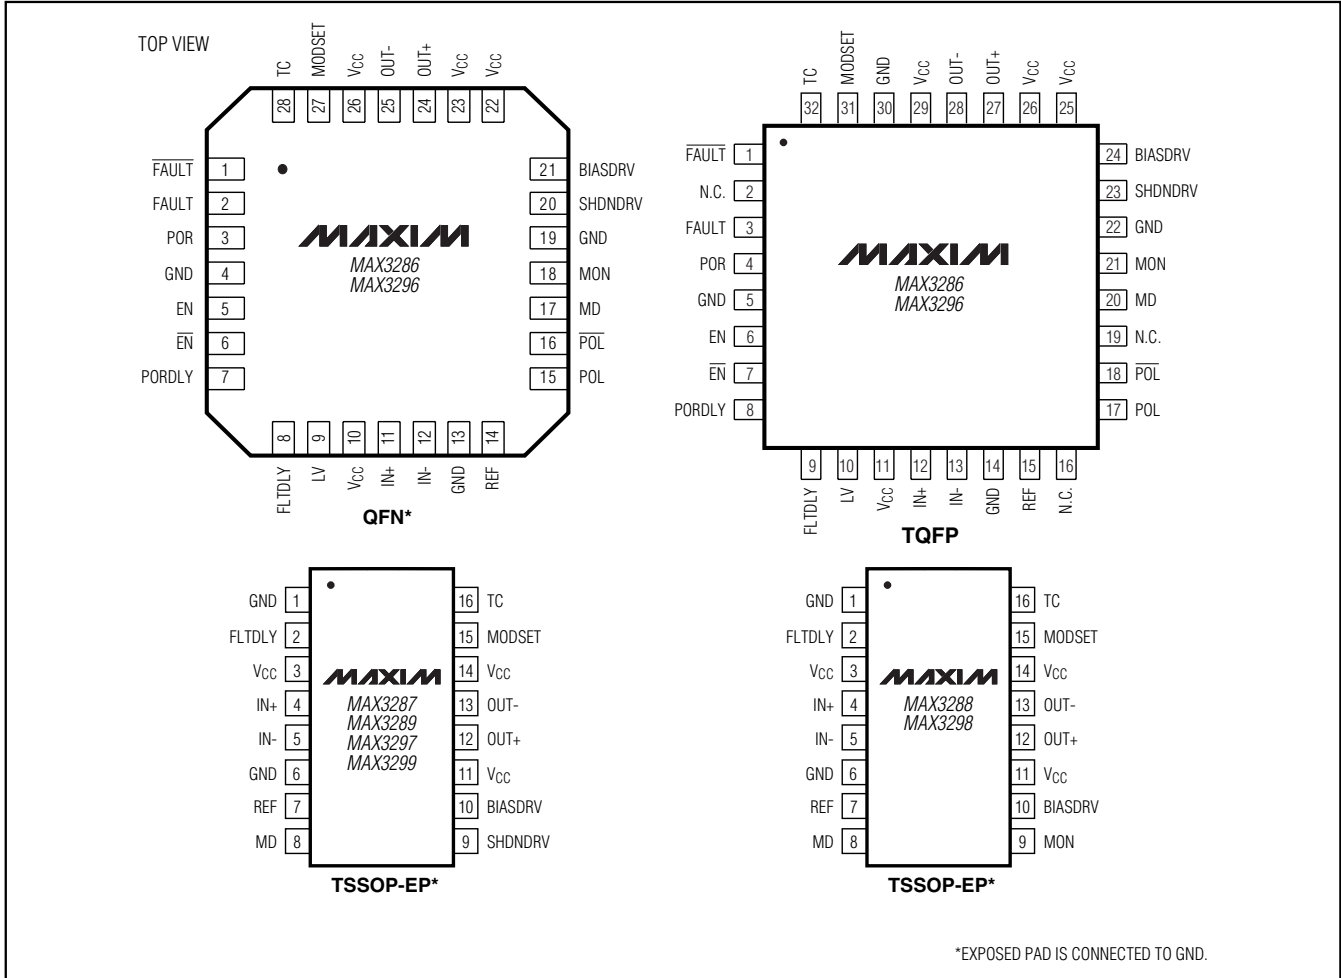 TOP VIEW
TC
MODSET
VCC
OUT-
OUT+
VCC
VCC
28
27
26
25
24
23
22
FAULT 1
FAULT 2
POR 3
GND 4
EN 5
EN 6
PORDLY 7
MAXIM
MAX3286
MAX3296
21 BIASDRV
20 SHDNDRV
19 GND
18 MON
17 MD
16 POL
15 POL
8
9
10
11
12
13
14
FLTDLY
LV
VCC
IN+
IN-
GND
REF
QFN*
TC
MODSET
GND
VCC
OUT-
OUT+
VCC
VCC
32
31
30
29
28
27
26
25
FAULT 1
N.C. 2
FAULT 3
POR 4
GND 5
EN 6
EN 7
PORDLY 8
MAXIM
MAX3286
MAX3296
24 BIASDRV
23 SHDNDRV
22 GND
21 MON
20 MD
19 N.C.
18 POL
17 POL
9
10
11
12
13
14
15
16
FLTDLY
LV
VCC
IN+
IN-
GND
REF
N.C.
TQFP
GND 1
FLTDLY 2
VCC 3
IN+ 4
IN- 5
GND 6
REF 7
MD 8
MAXIM
MAX3287
MAX3289
MAX3297
MAX3299
16 TC
15 MODSET
14 VCC
13 OUT-
12 OUT+
11 VCC
10 BIASDRV
9 SHDNDRV
TSSOP-EP*
GND 1
FLTDLY 2
VCC 3
IN+ 4
IN- 5
GND 6
REF 7
MD 8
MAXIM
MAX3288
MAX3298
16 TC
15 MODSET
14 VCC
13 OUT-
12 OUT+
11 VCC
10 BIASDRV
9 MON
TSSOP-EP*
*EXPOSED PAD IS CONNECTED TO GND.